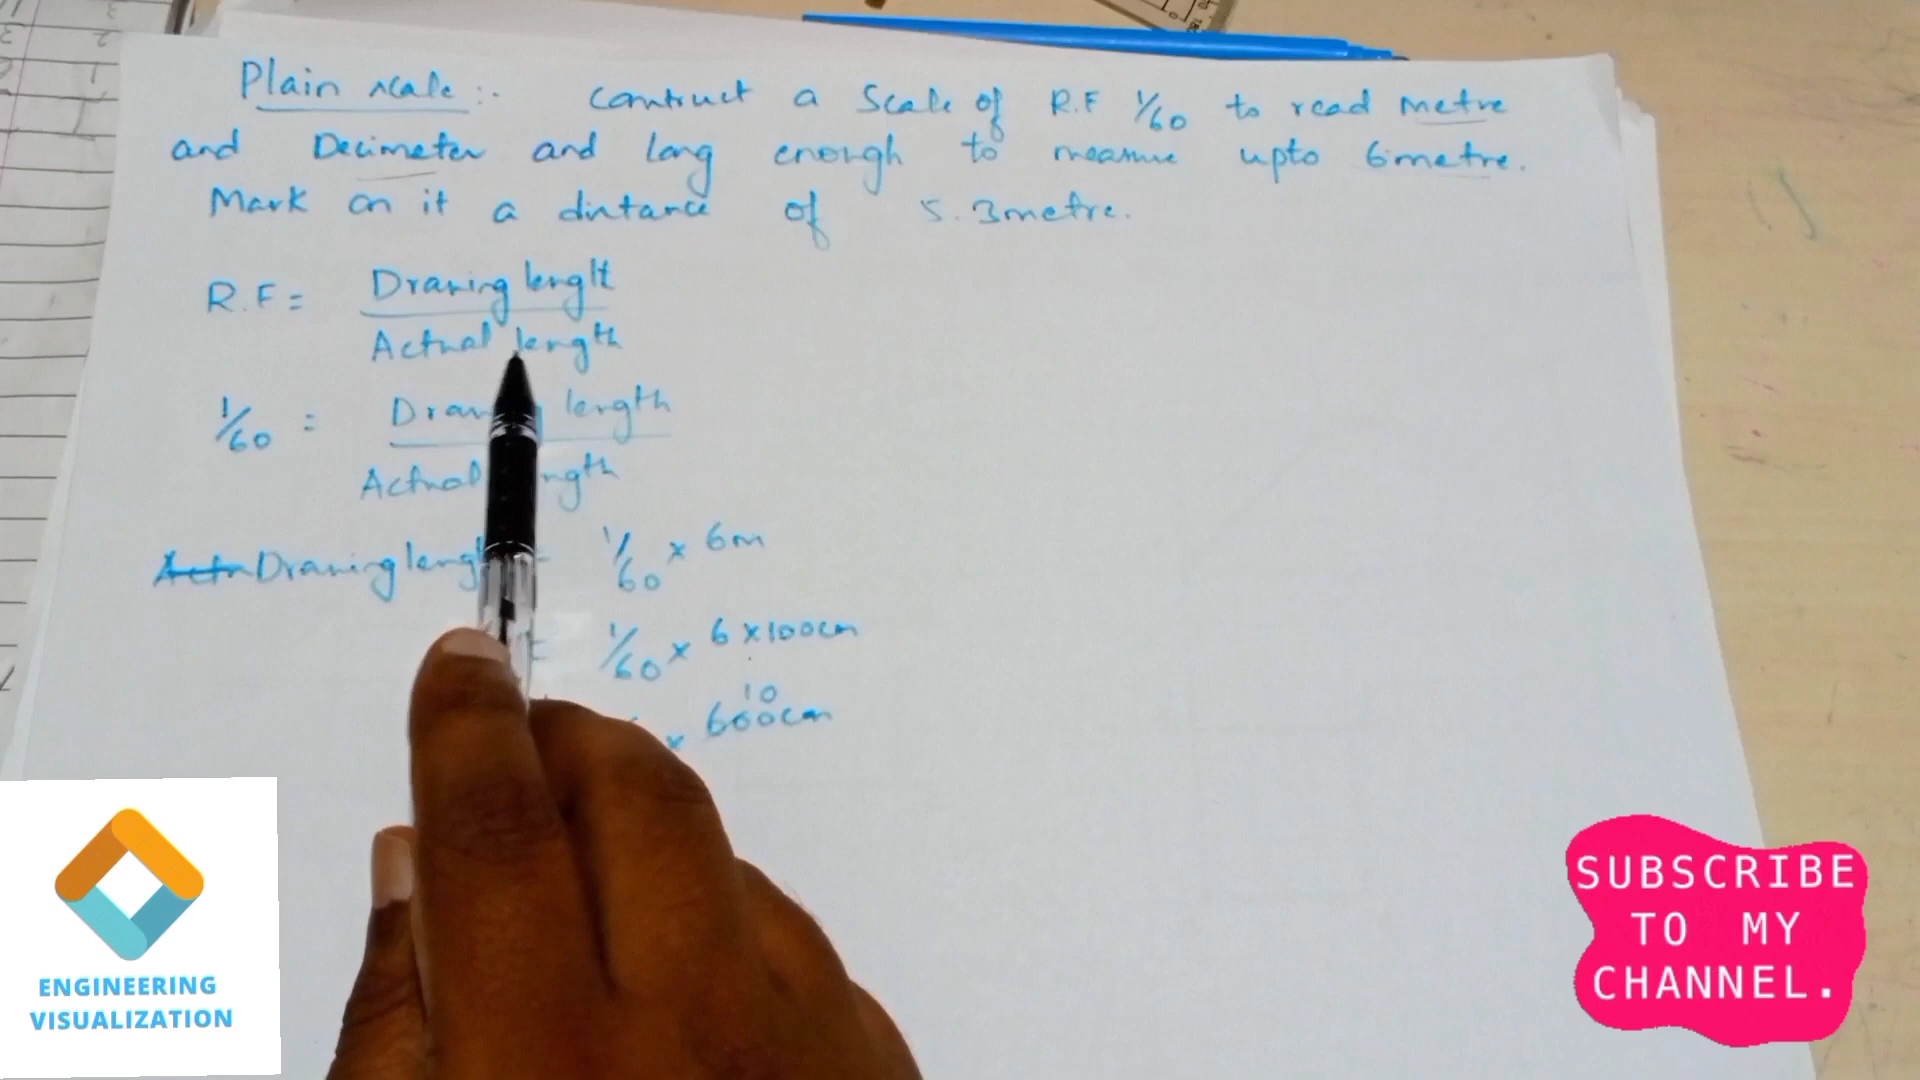 Plain scale :- Construct a Scale of R.F 1/60 to read metre
and Decimeter and long enough to measure upto 6metre.
Mark on it a distance of 5.3metre.
R.F = Drawing length
Actual length
1/60 = length
Drawing length = 1/60 x 6m
= 1/60 x 6 x100cm
10
x 600cm
ENGINEERING
VISUALIZATION
SUBSCRIBE
TO MY
CHANNEL.